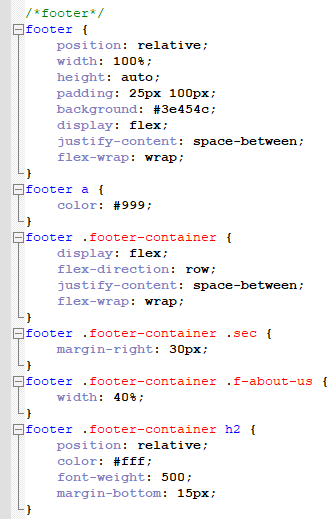 /*footer*/
footer {
position: relative;
width: 100%;
height: auto;
padding: 25px 100px;
background: #3e454c;
display: flex;
justify-content: space-between;
flex-wrap: wrap;
}
footer a {
color: #999;
}
footer .footer-container {
display: flex;
flex-direction: row;
justify-content: space-between;
flex-wrap: wrap;
}
footer .footer-container .sec {
margin-right: 30px;
}
footer .footer-container .f-about-us {
width: 40%;
}
footer .footer-container h2 {
position: relative;
color: #fff;
font-weight: 500;
margin-bottom: 15px;
}